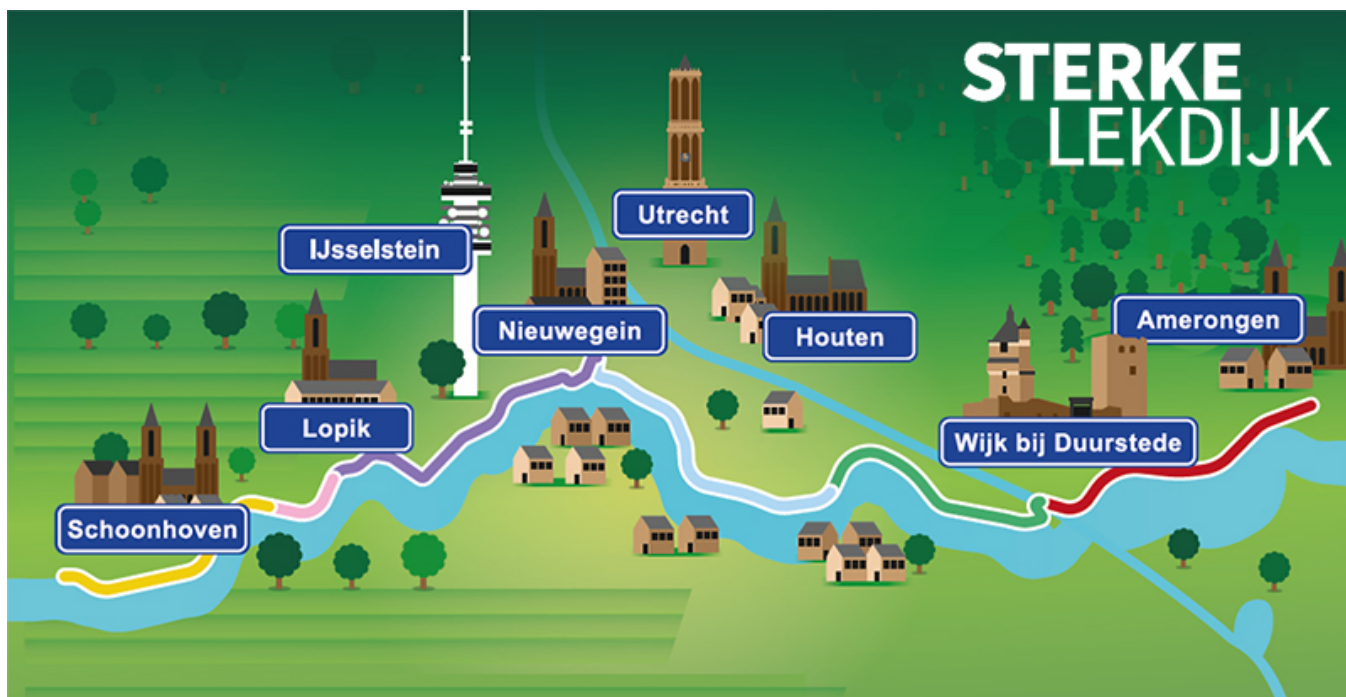 STERKE
LEKDIJK
Utrecht
IJsselstein
Nieuwegein
Houten
Amerongen
Lopik
Wijk bij Duurstede
Schoonhoven